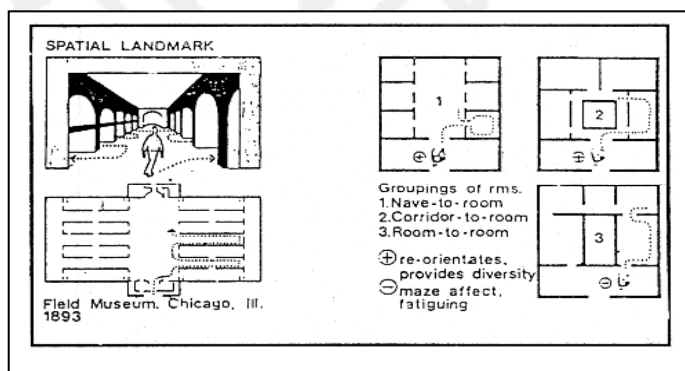 SPATIAL LANDMARK
Field Museum. Chicago, Ill.
1893
1
2
3
Groupings of rms.
1.Nave-to-room
2.Corridor-to-room
3.Room-to-room
⊕ re-orientates,
provides diversity
⊖ maze affect,
fatiguing